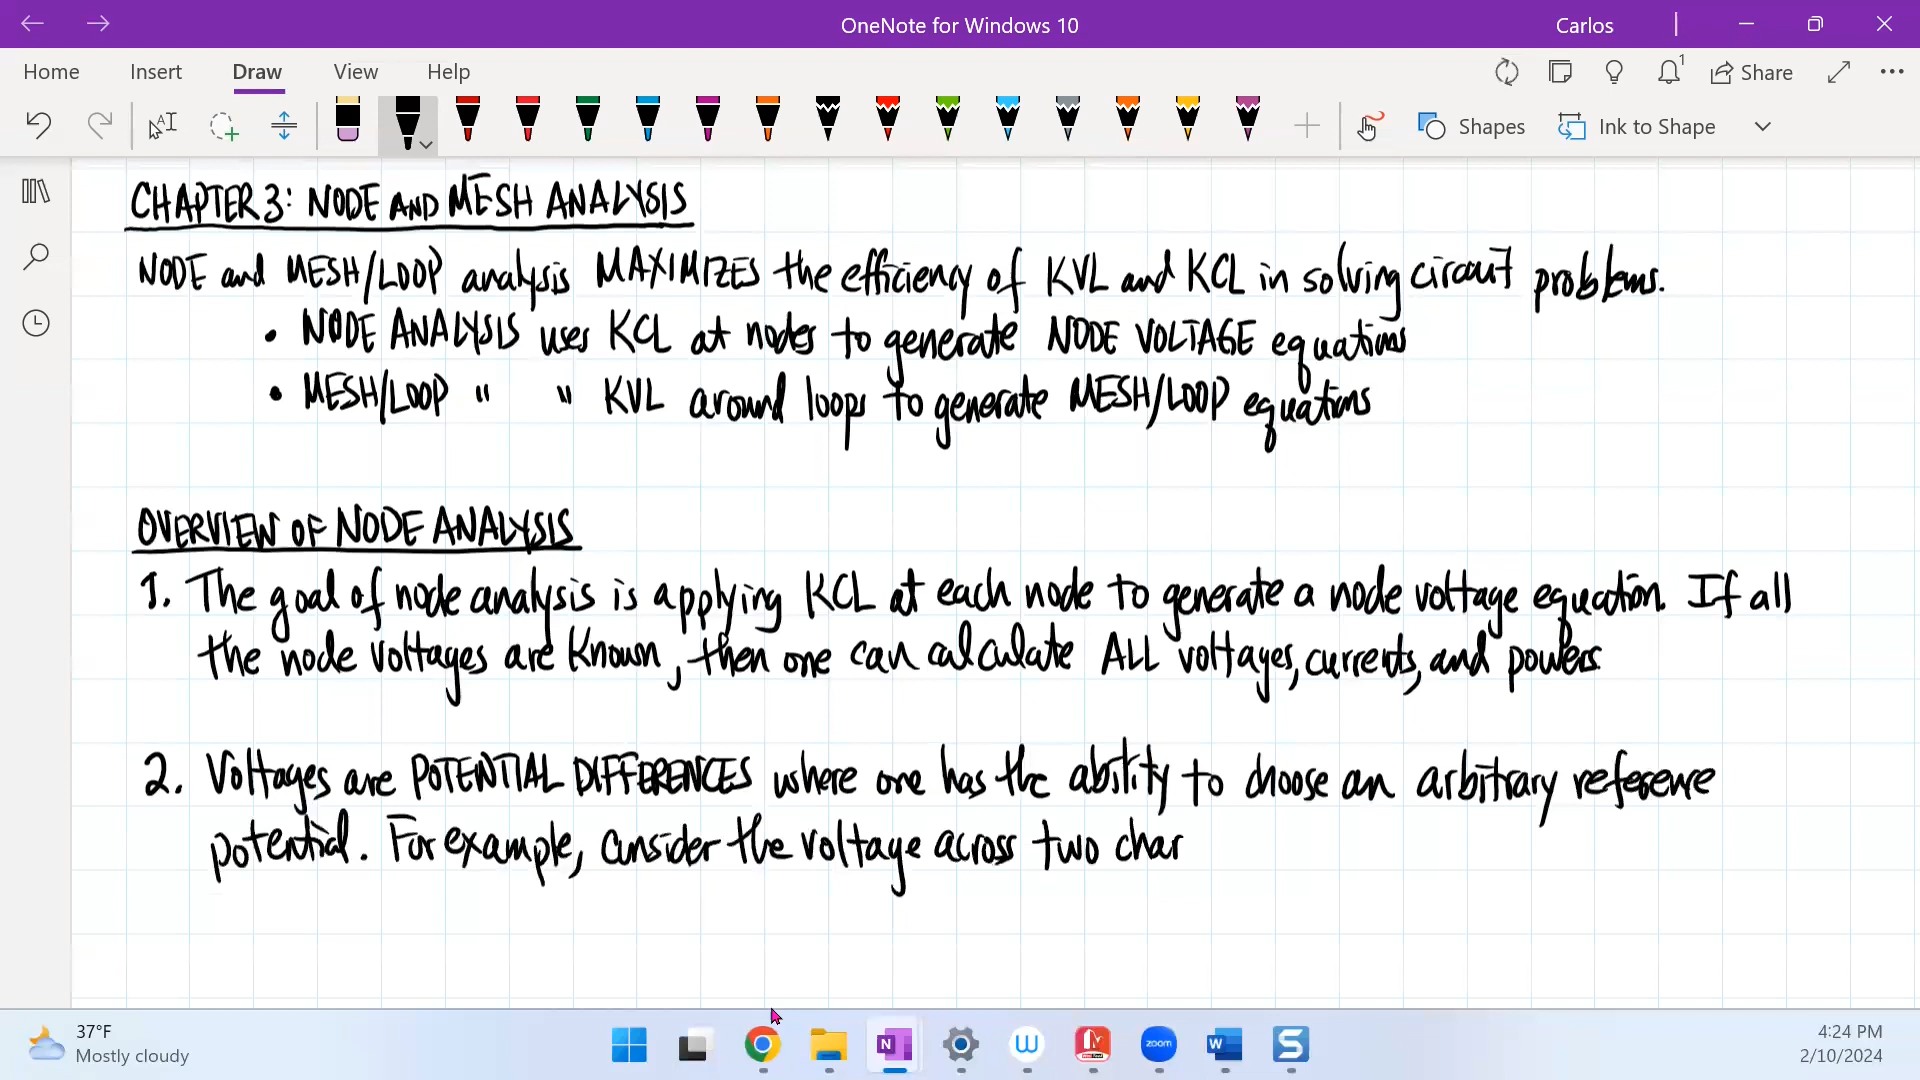 OneNote for Windows 10
Carlos
Home Insert Draw View Help
1
Share
Shapes
Ink to Shape
CHAPTER 3: NODE AND MESH ANALYSIS
NODE and MESH/LOOP analysis MAXIMIZES the efficiency of KVL and KCL in solving circuit problems.
• NODE ANALYSIS uses KCL at nodes to generate NODE VOLTAGE equations
• MESH/LOOP " " KVL around loops to generate MESH/LOOP equations
OVERVIEW OF NODE ANALYSIS
1. The goal of node analysis is applying KCL at each node to generate a node voltage equation. If all
the node voltages are known, then one can calculate ALL voltages, currents, and powers
2. Voltages are POTENTIAL DIFFERENCES where one has the ability to choose an arbitrary reference
potential. For example, consider the voltage across two char
37°F
Mostly cloudy
N
W
zoom
W
S
4:24 PM
2/10/2024